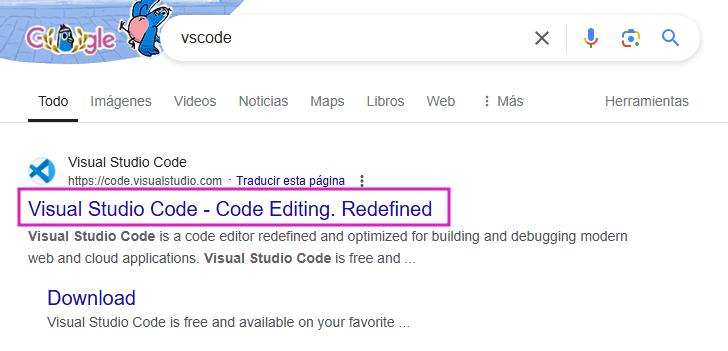 Google
vscode
Todo Imágenes Videos Noticias Maps Libros Web Más Herramientas
Visual Studio Code
https://code.visualstudio.com · Traducir esta página
Visual Studio Code - Code Editing. Redefined
Visual Studio Code is a code editor redefined and optimized for building and debugging modern
web and cloud applications. Visual Studio Code is free and ...
Download
Visual Studio Code is free and available on your favorite ...